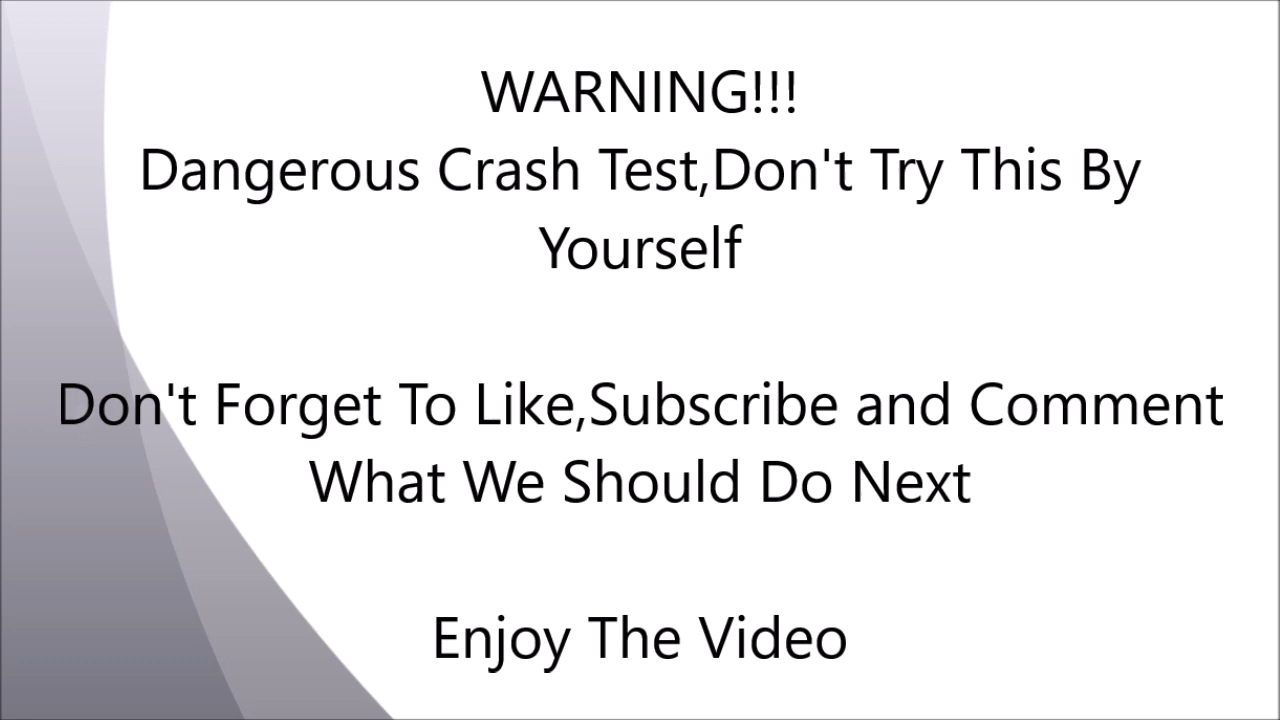 WARNING!!!
Dangerous Crash Test,Don't Try This By
Yourself
Don't Forget To Like,Subscribe and Comment
What We Should Do Next
Enjoy The Video